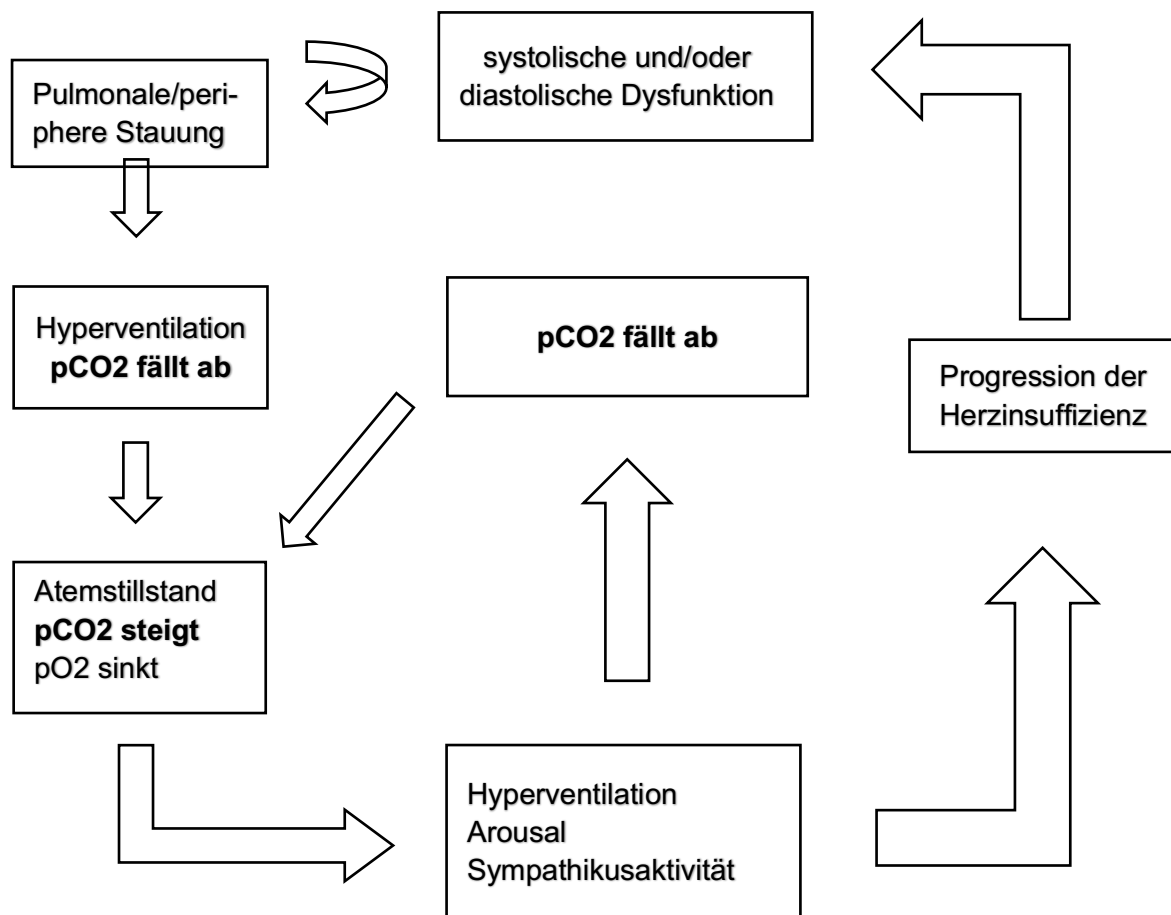 systolische und/oder
diastolische Dysfunktion
Pulmonale/peri-
phere Stauung
Hyperventilation
pCO2 fällt ab
pCO2 fällt ab
Progression der
Herzinsuffizienz
Atemstillstand
pCO2 steigt
pO2 sinkt
Hyperventilation
Arousal
Sympathikusaktivität